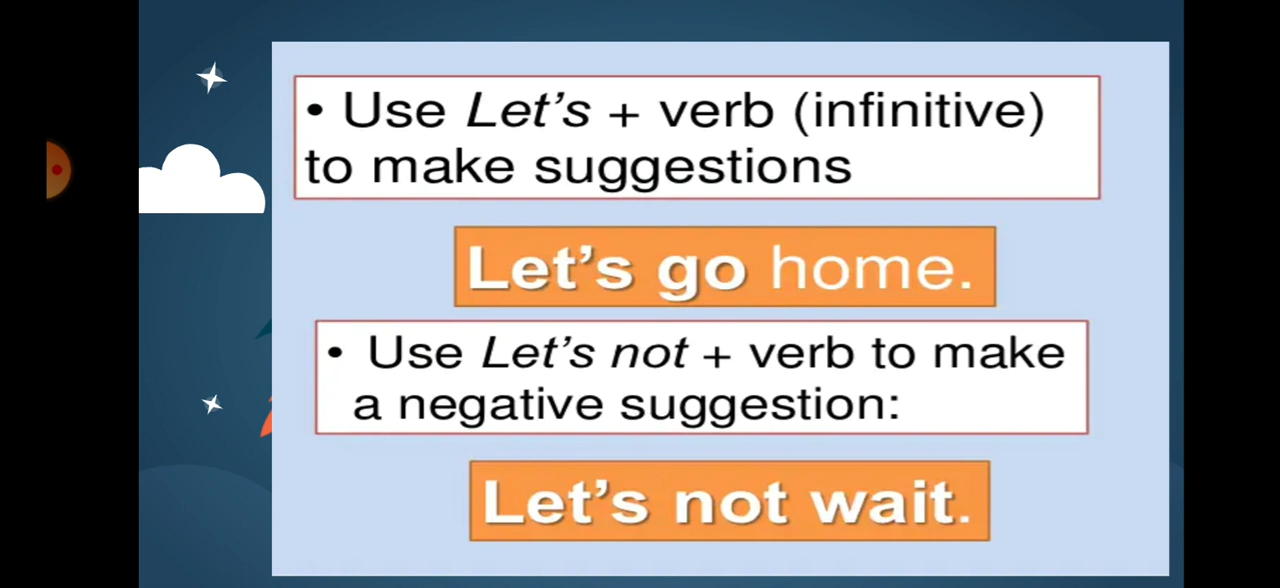 • Use Let's + verb (infinitive)
to make suggestions
Let's go home.
• Use Let's not + verb to make
a negative suggestion:
Let's not wait.